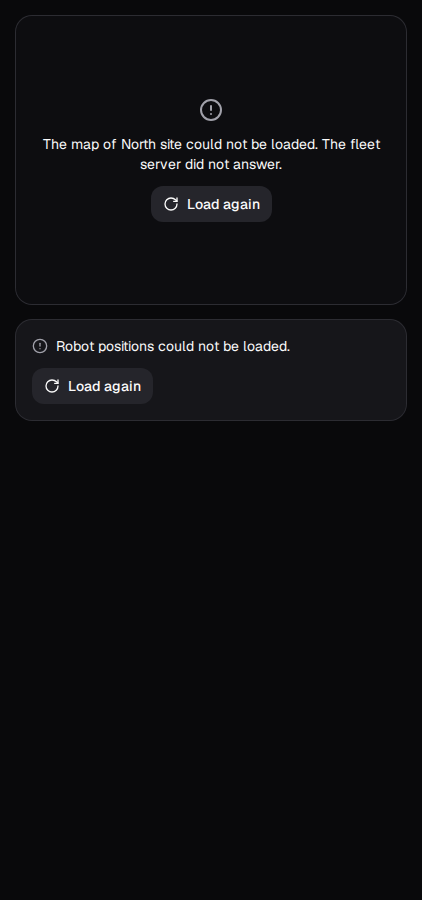 The map of North site could not be loaded. The fleet
server did not answer.
Load again
Robot positions could not be loaded.
Load again